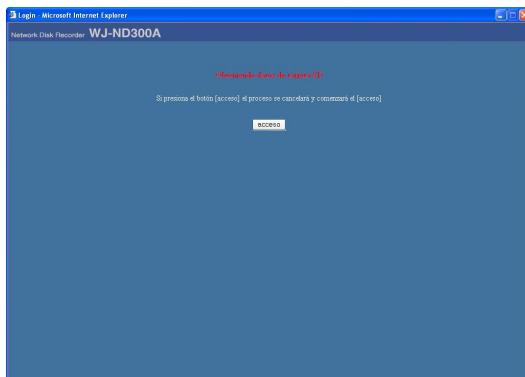 Login - Microsoft Internet Explorer
Network Disk Recorder WJ-ND300A
Si presiona el botón [acceso] el proceso se cancelará y comenzará el [acceso]
acceso